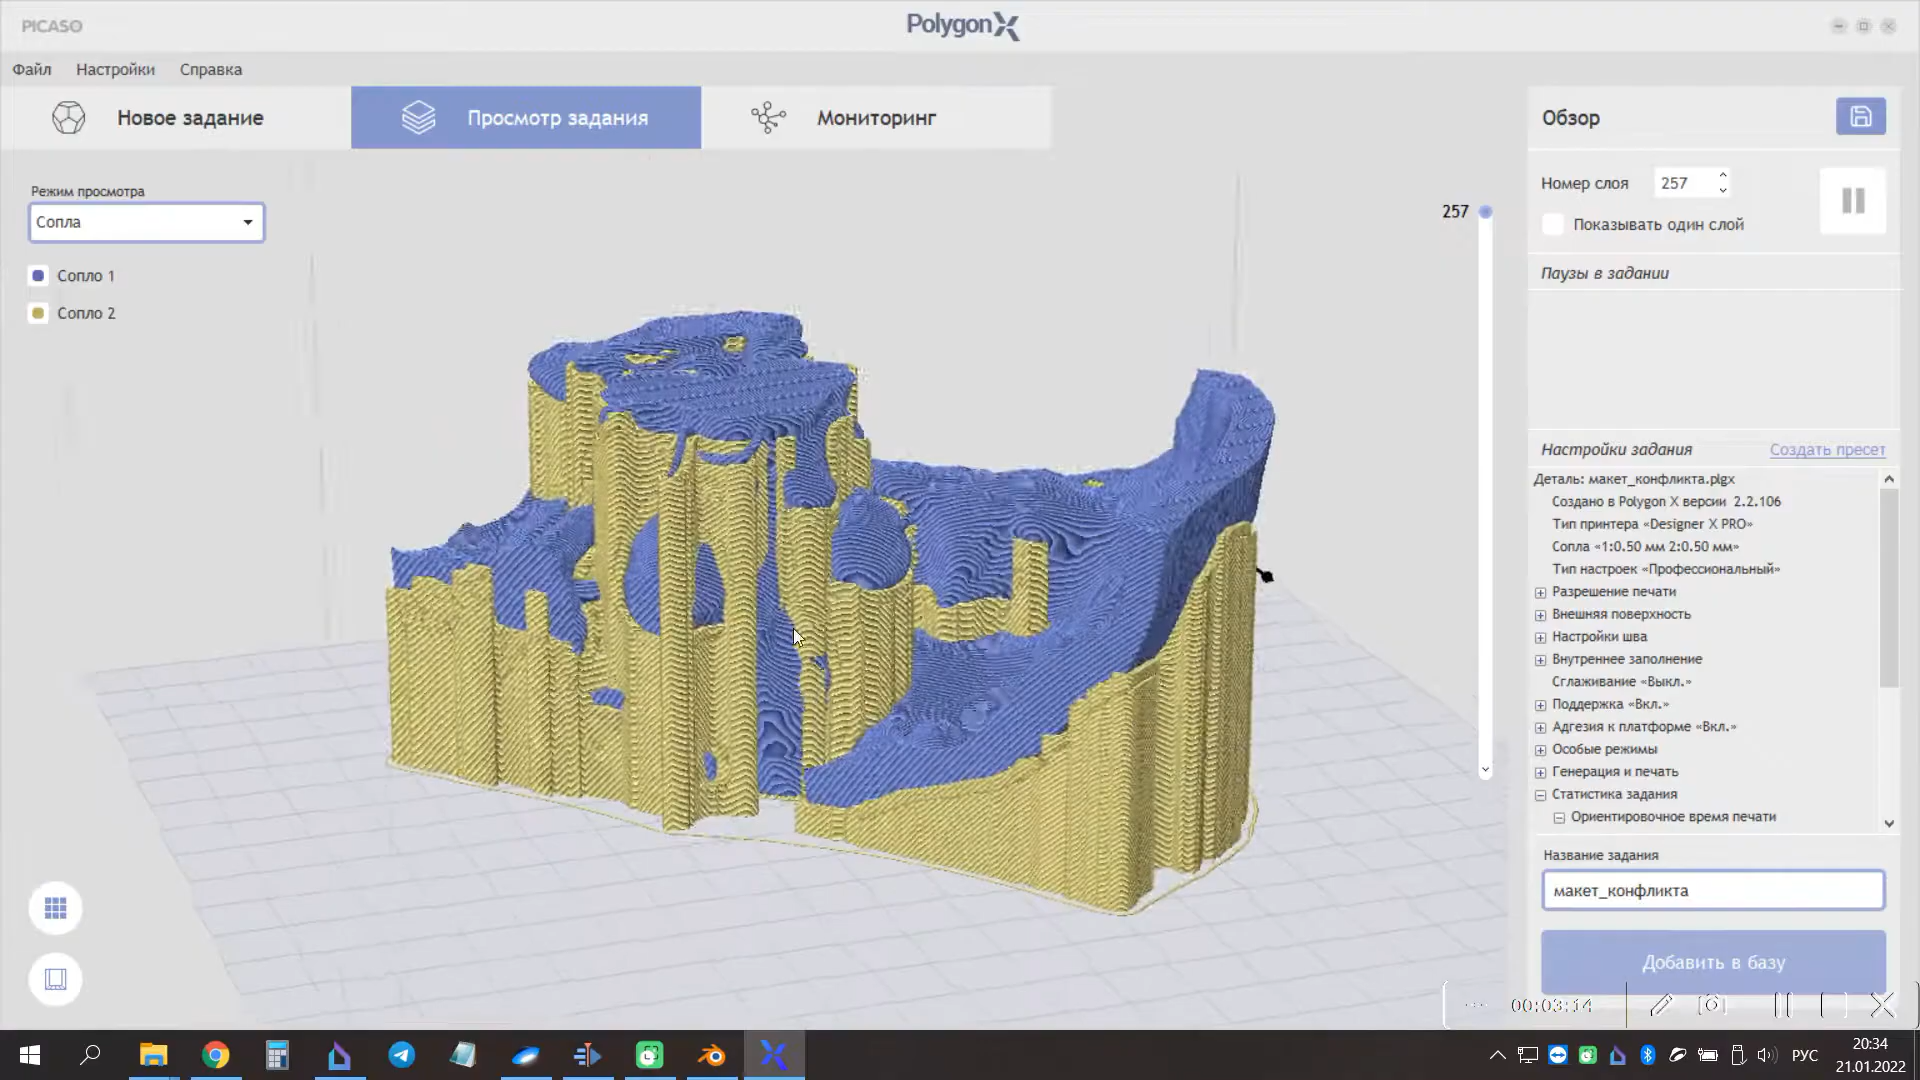 PICASO
PolygonX
Файл Настройки Справка
Новое задание
Просмотр задания
Мониторинг
Режим просмотра
Сопла
Сопло 1
Сопло 2
257
Обзор
Номер слоя 257
Показывать один слой
Паузы в задании
Настройки задания Создать пресет
Деталь: макет_конфликта.plgx
Создано в Polygon X версии 2.2.106
Тип принтера «Designer X PRO»
Сопла «1:0.50 мм 2:0.50 мм»
Тип настроек «Профессиональный»
Разрешение печати
Внешняя поверхность
Настройки шва
Внутреннее заполнение
Сглаживание «Выкл.»
Поддержка «Вкл.»
Адгезия к платформе «Вкл.»
Особые режимы
Генерация и печать
Статистика задания
Ориентировочное время печати
Название задания
макет_конфликта
Добавить в базу
00:03:14
РУС
20:34
21.01.2022